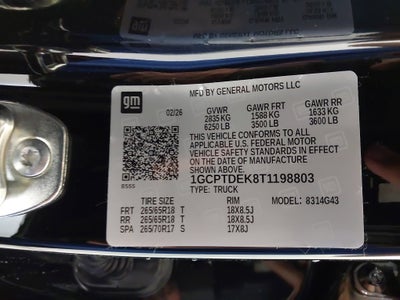 gm
MFD BY GENERAL MOTORS LLC
02/26 GVWR GAWR FRT GAWR RR
2835 KG 1588 KG 1633 KG
6250 LB 3500 LB 3600 LB
THIS VEHICLE CONFORMS TO ALL
APPLICABLE U.S. FEDERAL MOTOR
VEHICLE SAFETY STANDARDS IN EFFECT
ON THE DATE OF MANUFACTURE
SHOWN ABOVE.
1GCPTDEK8T1198803
TYPE: TRUCK MODEL: 8314G43
TIRE SIZE RIM
FRT 265/65R18 T 18X8.5J
RR 265/65R18 T 18X8.5J
SPA 265/70R17 S 17X8J